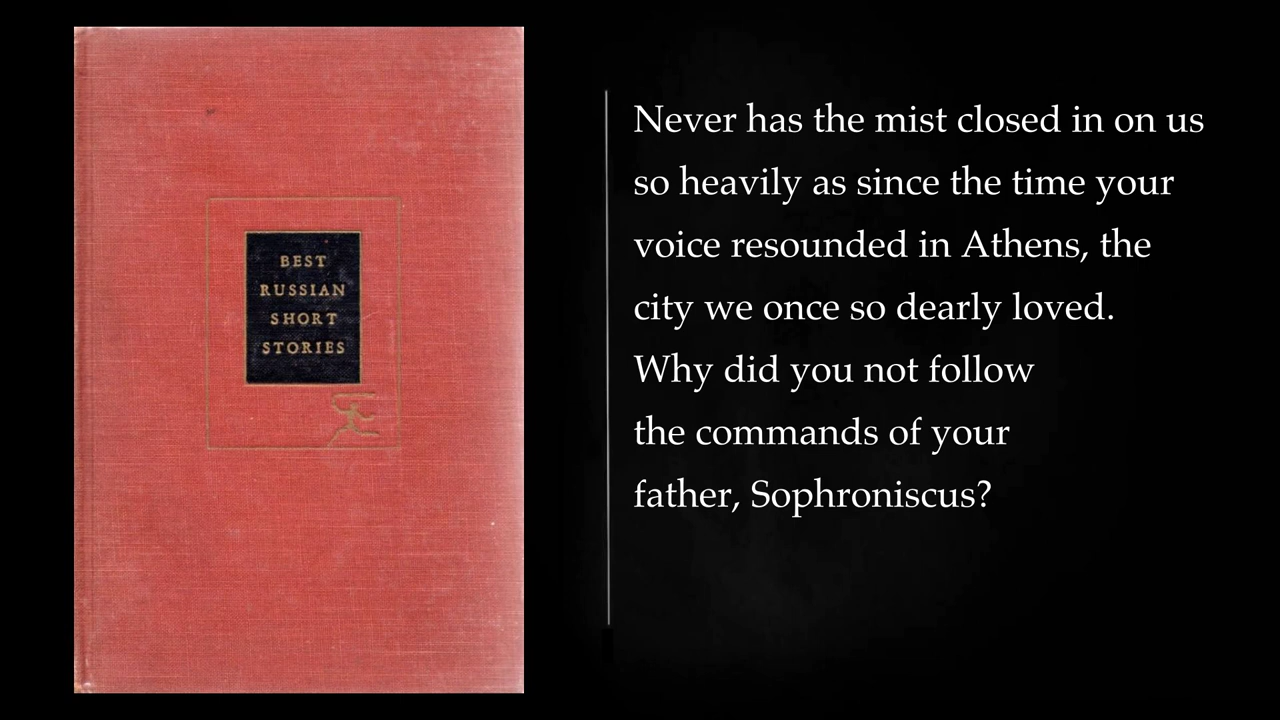 BEST
RUSSIAN
SHORT
STORIES
Never has the mist closed in on us
so heavily as since the time your
voice resounded in Athens, the
city we once so dearly loved.
Why did you not follow
the commands of your
father, Sophroniscus?